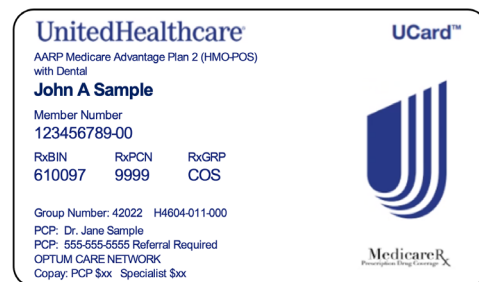 UnitedHealthcare®
UCard™
AARP Medicare Advantage Plan 2 (HMO-POS)
with Dental
John A Sample
Member Number
123456789-00
RxBIN RxPCN RxGRP
610097 9999 COS
Group Number: 42022 H4604-011-000
PCP: Dr. Jane Sample
PCP: 555-555-5555 Referral Required
OPTUM CARE NETWORK
Copay: PCP $xx Specialist $xx
MedicareRx
Prescription Drug Coverage